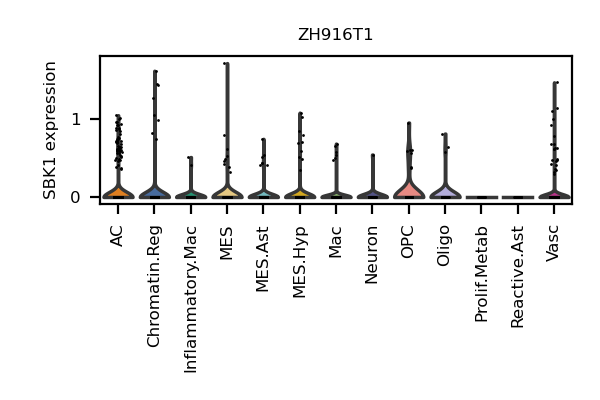 ZH916T1
SBK1 expression
1
0
AC
Chromatin.Reg
Inflammatory.Mac
MES
MES.Ast
MES.Hyp
Mac
Neuron
OPC
Oligo
Prolif.Metab
Reactive.Ast
Vasc